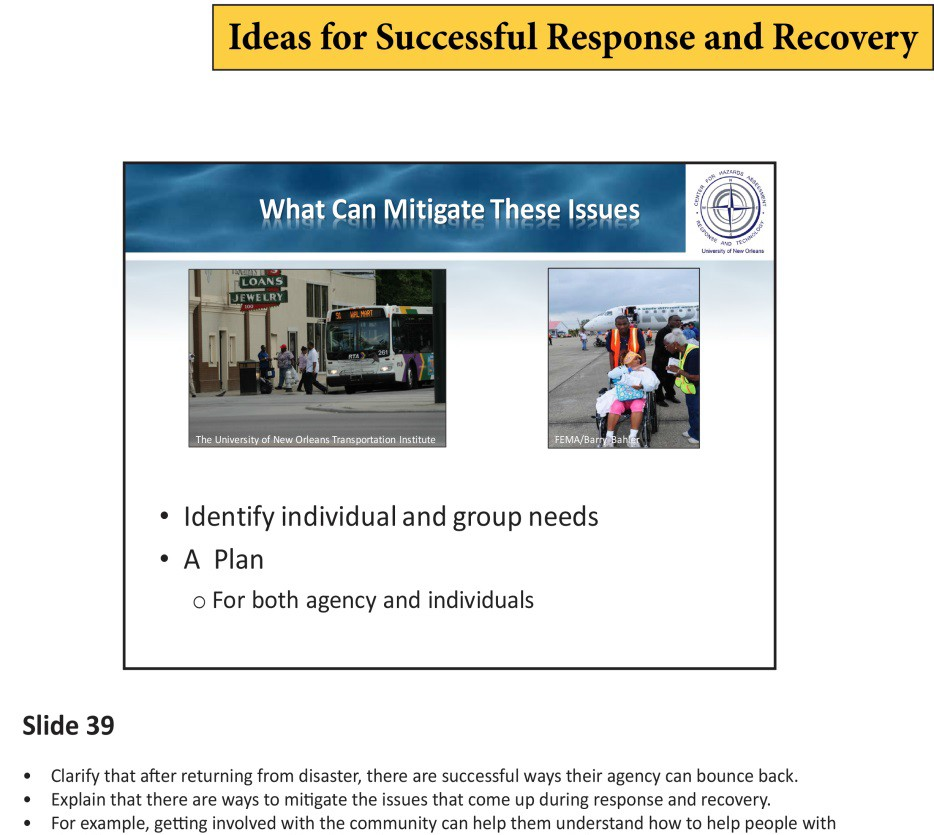 Ideas for Successful Response and Recovery
What Can Mitigate These Issues
CENTER FOR HAZARDS ASSESSMENT
RESPONSE AND TECHNOLOGY
University of New Orleans
LOANS
JEWELRY
91 WAL MART
RTA
261
The University of New Orleans Transportation Institute
FEMA/Barry Bahler
• Identify individual and group needs
• A Plan
o For both agency and individuals
Slide 39
• Clarify that after returning from disaster, there are successful ways their agency can bounce back.
• Explain that there are ways to mitigate the issues that come up during response and recovery.
• For example, getting involved with the community can help them understand how to help people with